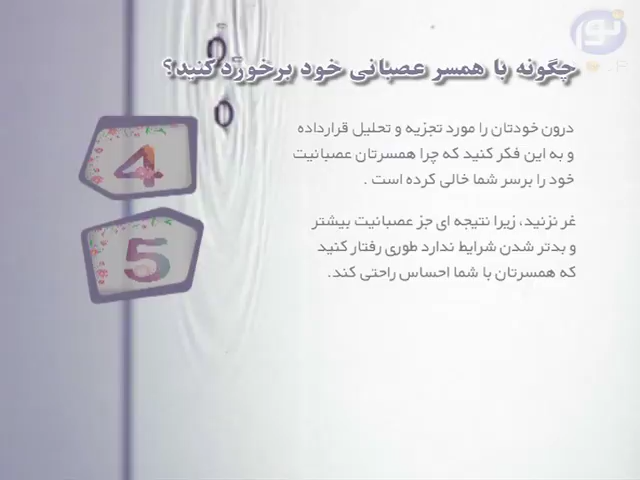 نور
چگونه با همسر عصبانی خود برخورد کنید؟
4
درون خودتان را مورد تجزیه و تحلیل قرارداده
و به این فکر کنید که چرا همسرتان عصبانیت
خود را برسر شما خالی کرده است .
5
غر نزنید، زیرا نتیجه ای جز عصبانیت بیشتر
و بدتر شدن شرایط ندارد طوری رفتار کنید
که همسرتان با شما احساس راحتی کند.